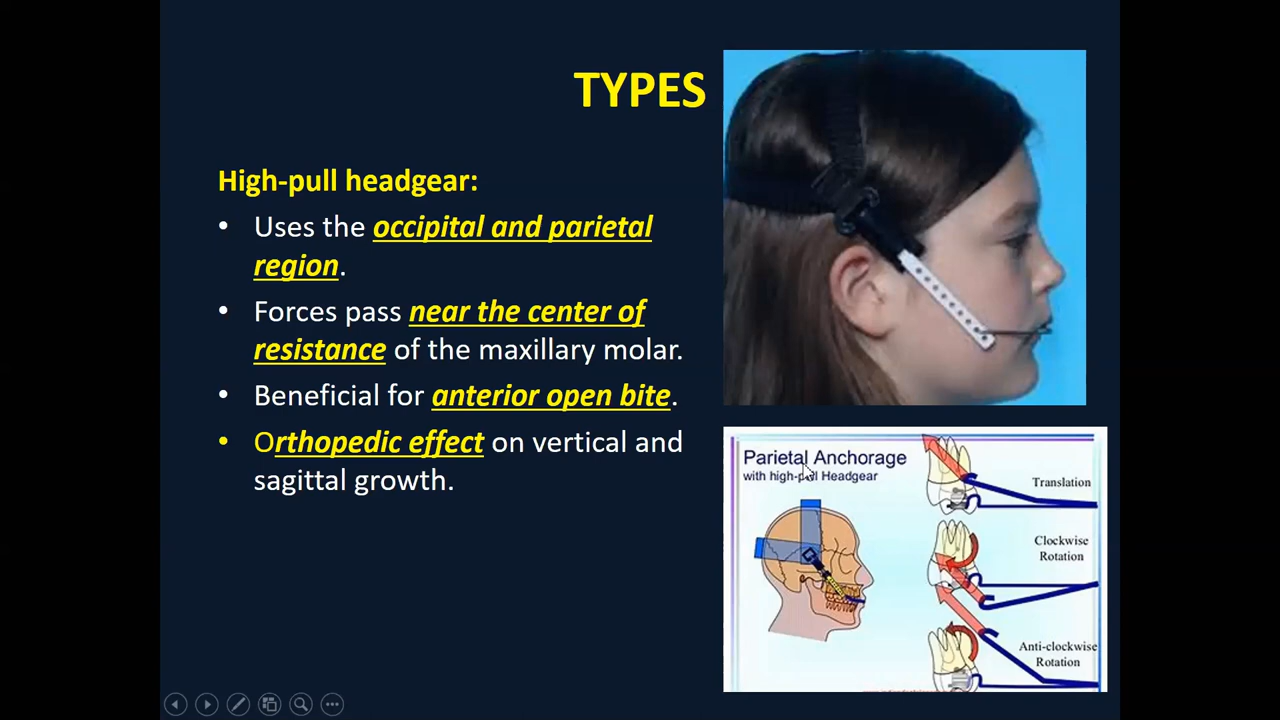 TYPES
High-pull headgear:
• Uses the occipital and parietal
region.
• Forces pass near the center of
resistance of the maxillary molar.
• Beneficial for anterior open bite.
• Orthopedic effect on vertical and
sagittal growth.
Parietal Anchorage
with high-pull Headgear
Translation
Clockwise
Rotation
Anti-clockwise
Rotation